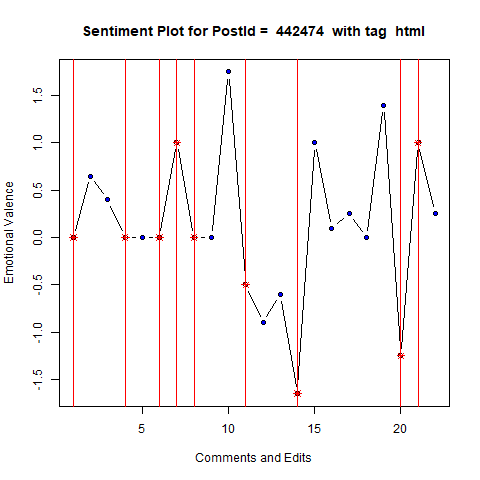 Sentiment Plot for PostId =  442474  with tag  html
Emotional Valence
1.5
1.0
0.5
0.0
-0.5
-1.0
-1.5
5 10 15 20
Comments and Edits